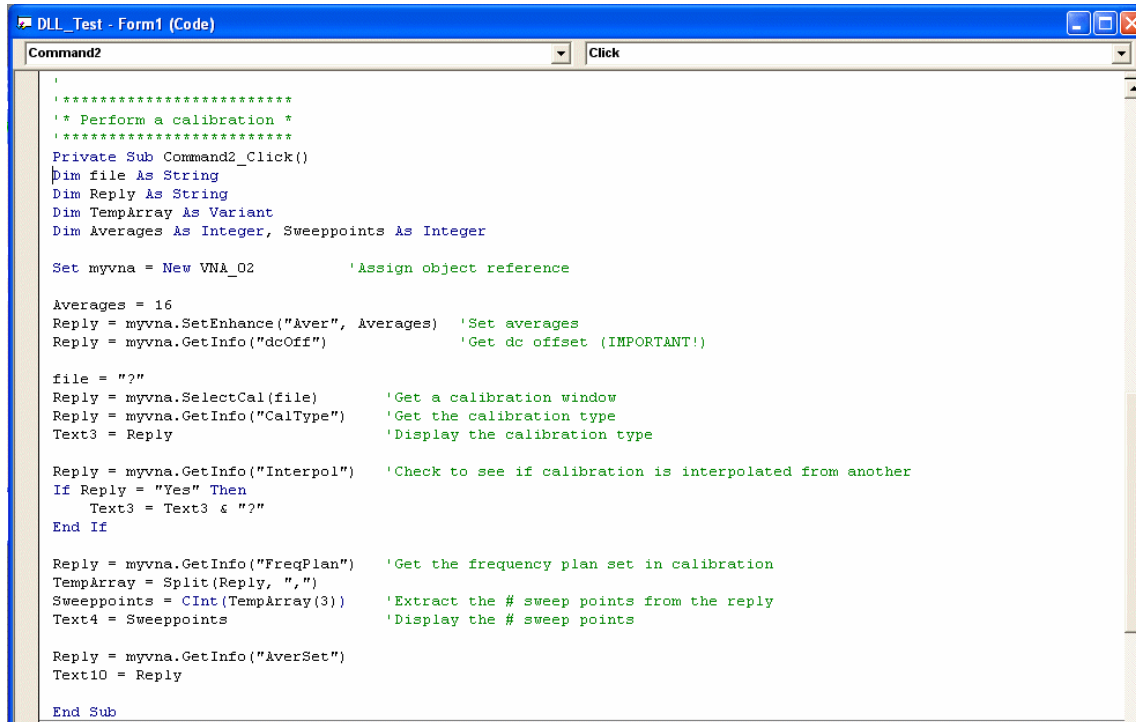 DLL_Test - Form1 (Code)
Command2 Click
'
'*************************
'* Perform a calibration *
'*************************
Private Sub Command2_Click()
Dim file As String
Dim Reply As String
Dim TempArray As Variant
Dim Averages As Integer, Sweeppoints As Integer
Set myvna = New VNA_02 'Assign object reference
Averages = 16
Reply = myvna.SetEnhance("Aver", Averages) 'Set averages
Reply = myvna.GetInfo("dcOff") 'Get dc offset (IMPORTANT!)
file = "?"
Reply = myvna.SelectCal(file) 'Get a calibration window
Reply = myvna.GetInfo("CalType") 'Get the calibration type
Text3 = Reply 'Display the calibration type
Reply = myvna.GetInfo("Interpol") 'Check to see if calibration is interpolated from another
If Reply = "Yes" Then
Text3 = Text3 & "?"
End If
Reply = myvna.GetInfo("FreqPlan") 'Get the frequency plan set in calibration
TempArray = Split(Reply, ",")
Sweeppoints = CInt(TempArray(3)) 'Extract the # sweep points from the reply
Text4 = Sweeppoints 'Display the # sweep points
Reply = myvna.GetInfo("AverSet")
Text10 = Reply
End Sub